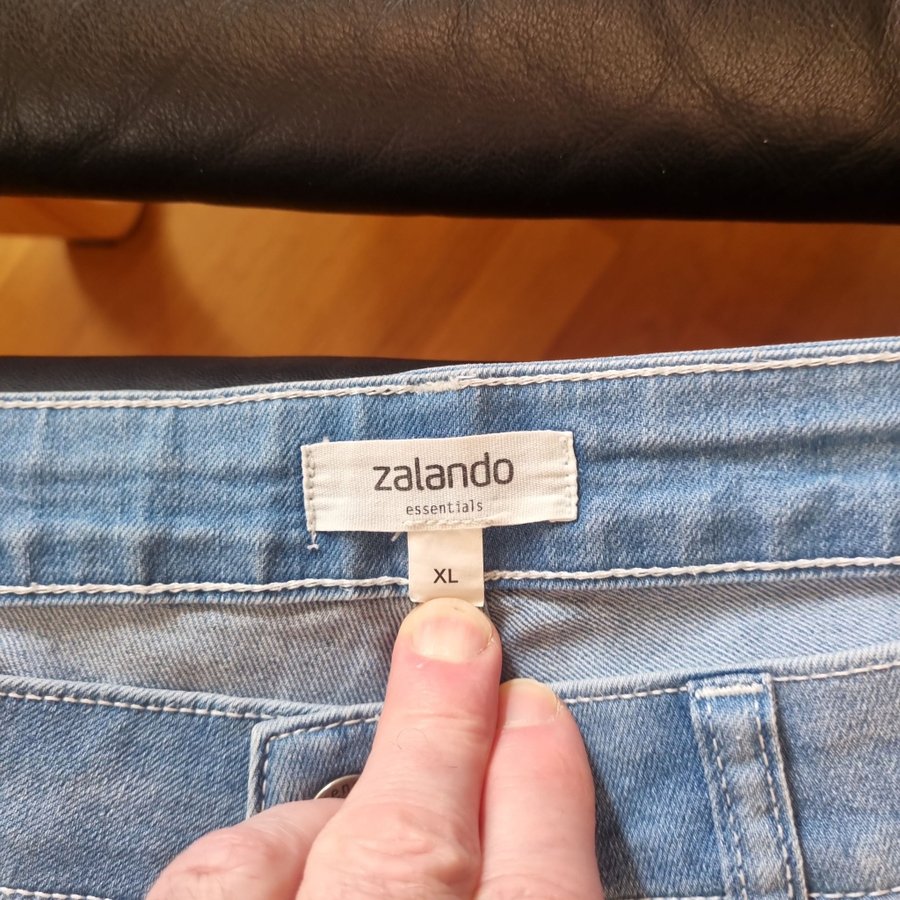 zalando
essentials
XL